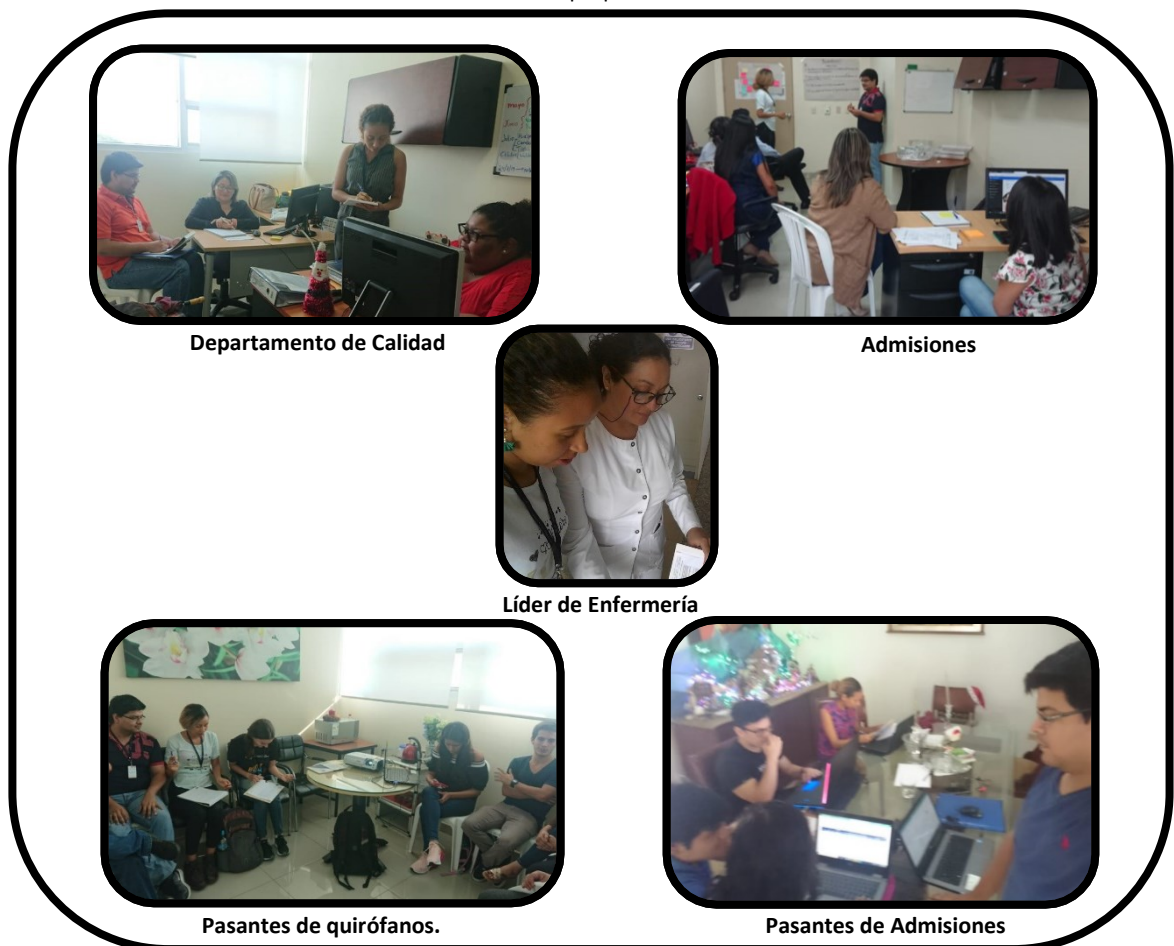 Departamento de Calidad
Admisiones
Líder de Enfermería
Pasantes de quirófanos.
Pasantes de Admisiones